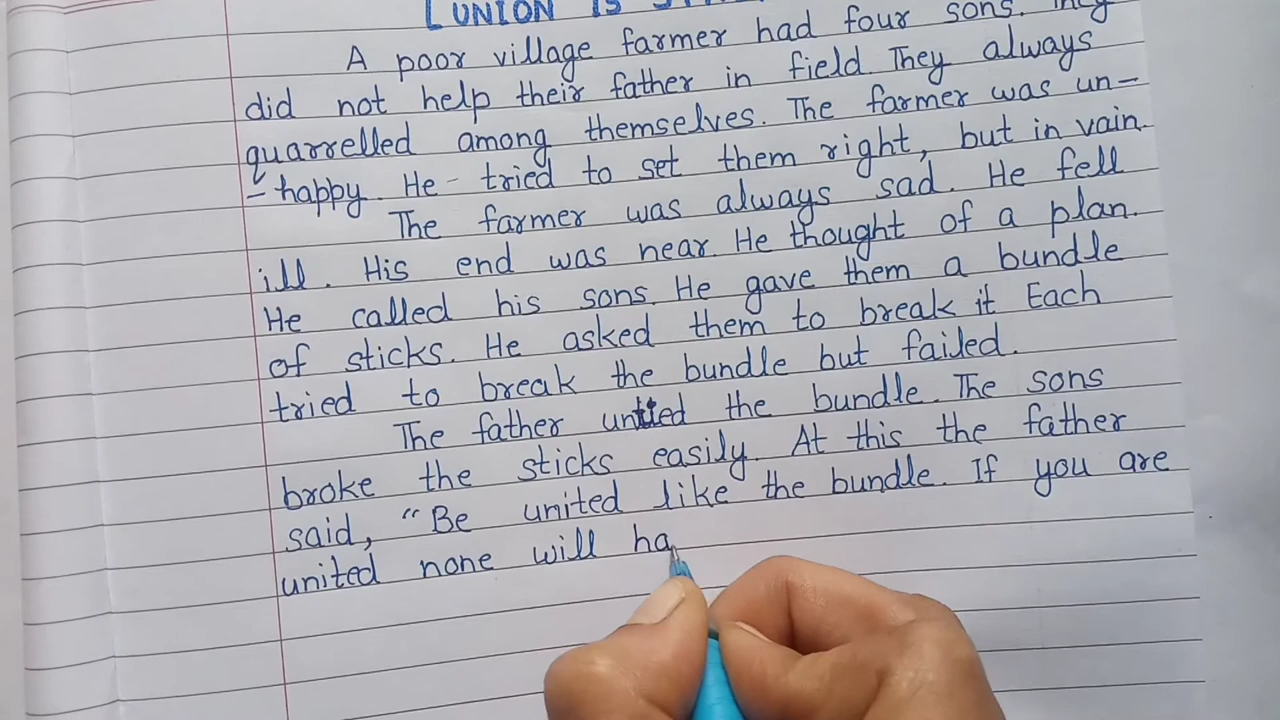 [UNION IS
A poor village farmer had four sons. They
did not help their father in field. They always
quarrelled among themselves. The farmer was un-
-happy. He tried to set them right, but in vain.
The farmer was always sad. He fell
ill. His end was near. He thought of a plan.
He called his sons. He gave them a bundle
of sticks. He asked them to break it. Each
tried to break the bundle but failed.
The father untied the bundle. The sons
broke the sticks easily. At this the father
said, “Be united like the bundle. If you are
united none will ha